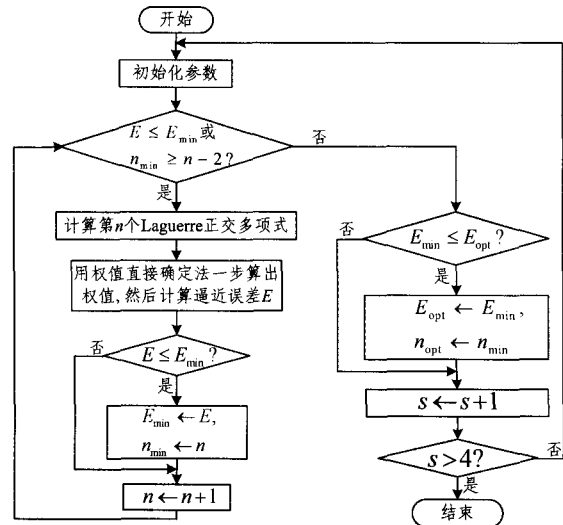 开始
初始化参数
E ≤ E_min 或
n_min ≥ n−2?
否
是
计算第n个Laguerre正交多项式
用权值直接确定法一步算出
权值,然后计算逼近误差E
否
E ≤ E_min?
是
E_min ← E,
n_min ← n
n ← n+1
否
E_min ≤ E_opt?
是
E_opt ← E_min,
n_opt ← n_min
s ← s+1
s>4?
否
是
结束